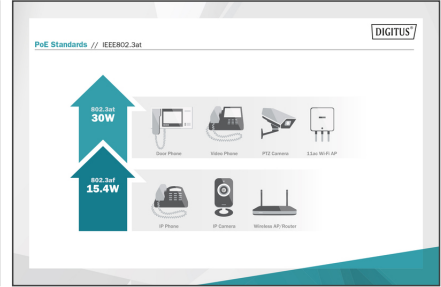 DIGITUS®
PoE Standards // IEEE802.3at
802.3at
30W
Door Phone
Video Phone
PTZ Camera
11ac Wi-Fi AP
802.3af
15.4W
IP Phone
IP Camera
Wireless AP/Router